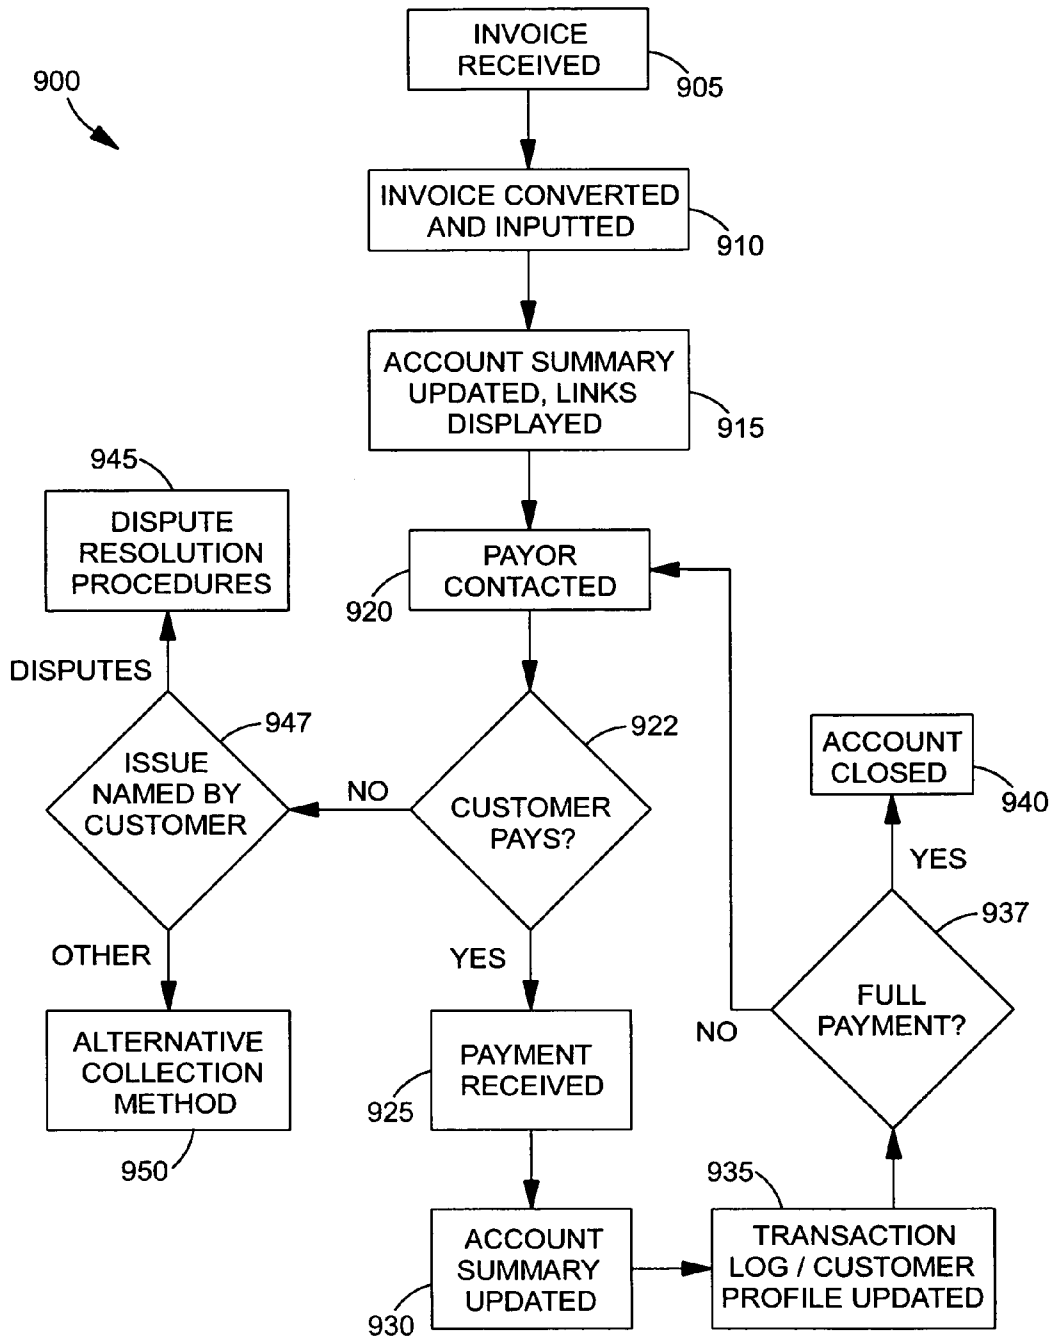 INVOICE
RECEIVED
905
900
INVOICE CONVERTED
AND INPUTTED
910
ACCOUNT SUMMARY
UPDATED, LINKS
DISPLAYED
915
945
DISPUTE
RESOLUTION
PROCEDURES
PAYOR
CONTACTED
920
DISPUTES
947
ISSUE
NAMED BY
CUSTOMER
NO
922
CUSTOMER
PAYS?
ACCOUNT
CLOSED
940
YES
937
FULL
PAYMENT?
NO
OTHER
YES
ALTERNATIVE
COLLECTION
METHOD
950
PAYMENT
RECEIVED
925
935
ACCOUNT
SUMMARY
UPDATED
930
TRANSACTION
LOG / CUSTOMER
PROFILE UPDATED